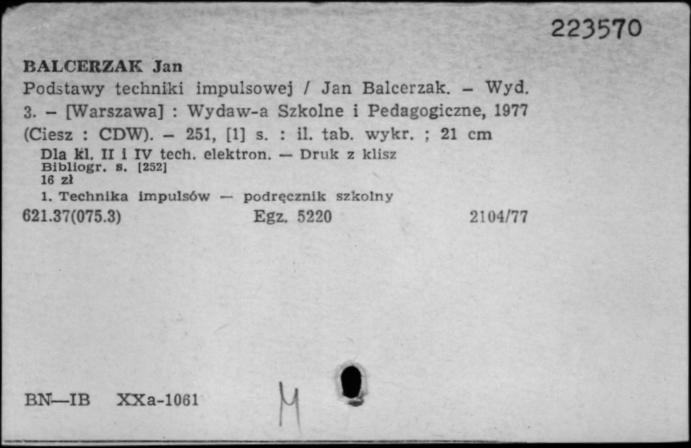 223570
BALCERZAK Jan
Podstawy techniki impulsowej / Jan Balcerzak. — Wyd.
3. — [Warszawa] : Wydaw-a Szkolne i Pedagogiczne, 1977
(Ciesz : CDW). — 251, [1] s. : il. tab. wykr. ; 21 cm
Dla kl. II i IV tech. elektron. — Druk z klisz
Bibliogr. s. [252]
16 zł
1. Technika impulsów — podręcznik szkolny
621.37(075.3) Egz. 5220 2104/77
BN—IB XXa-1061 M